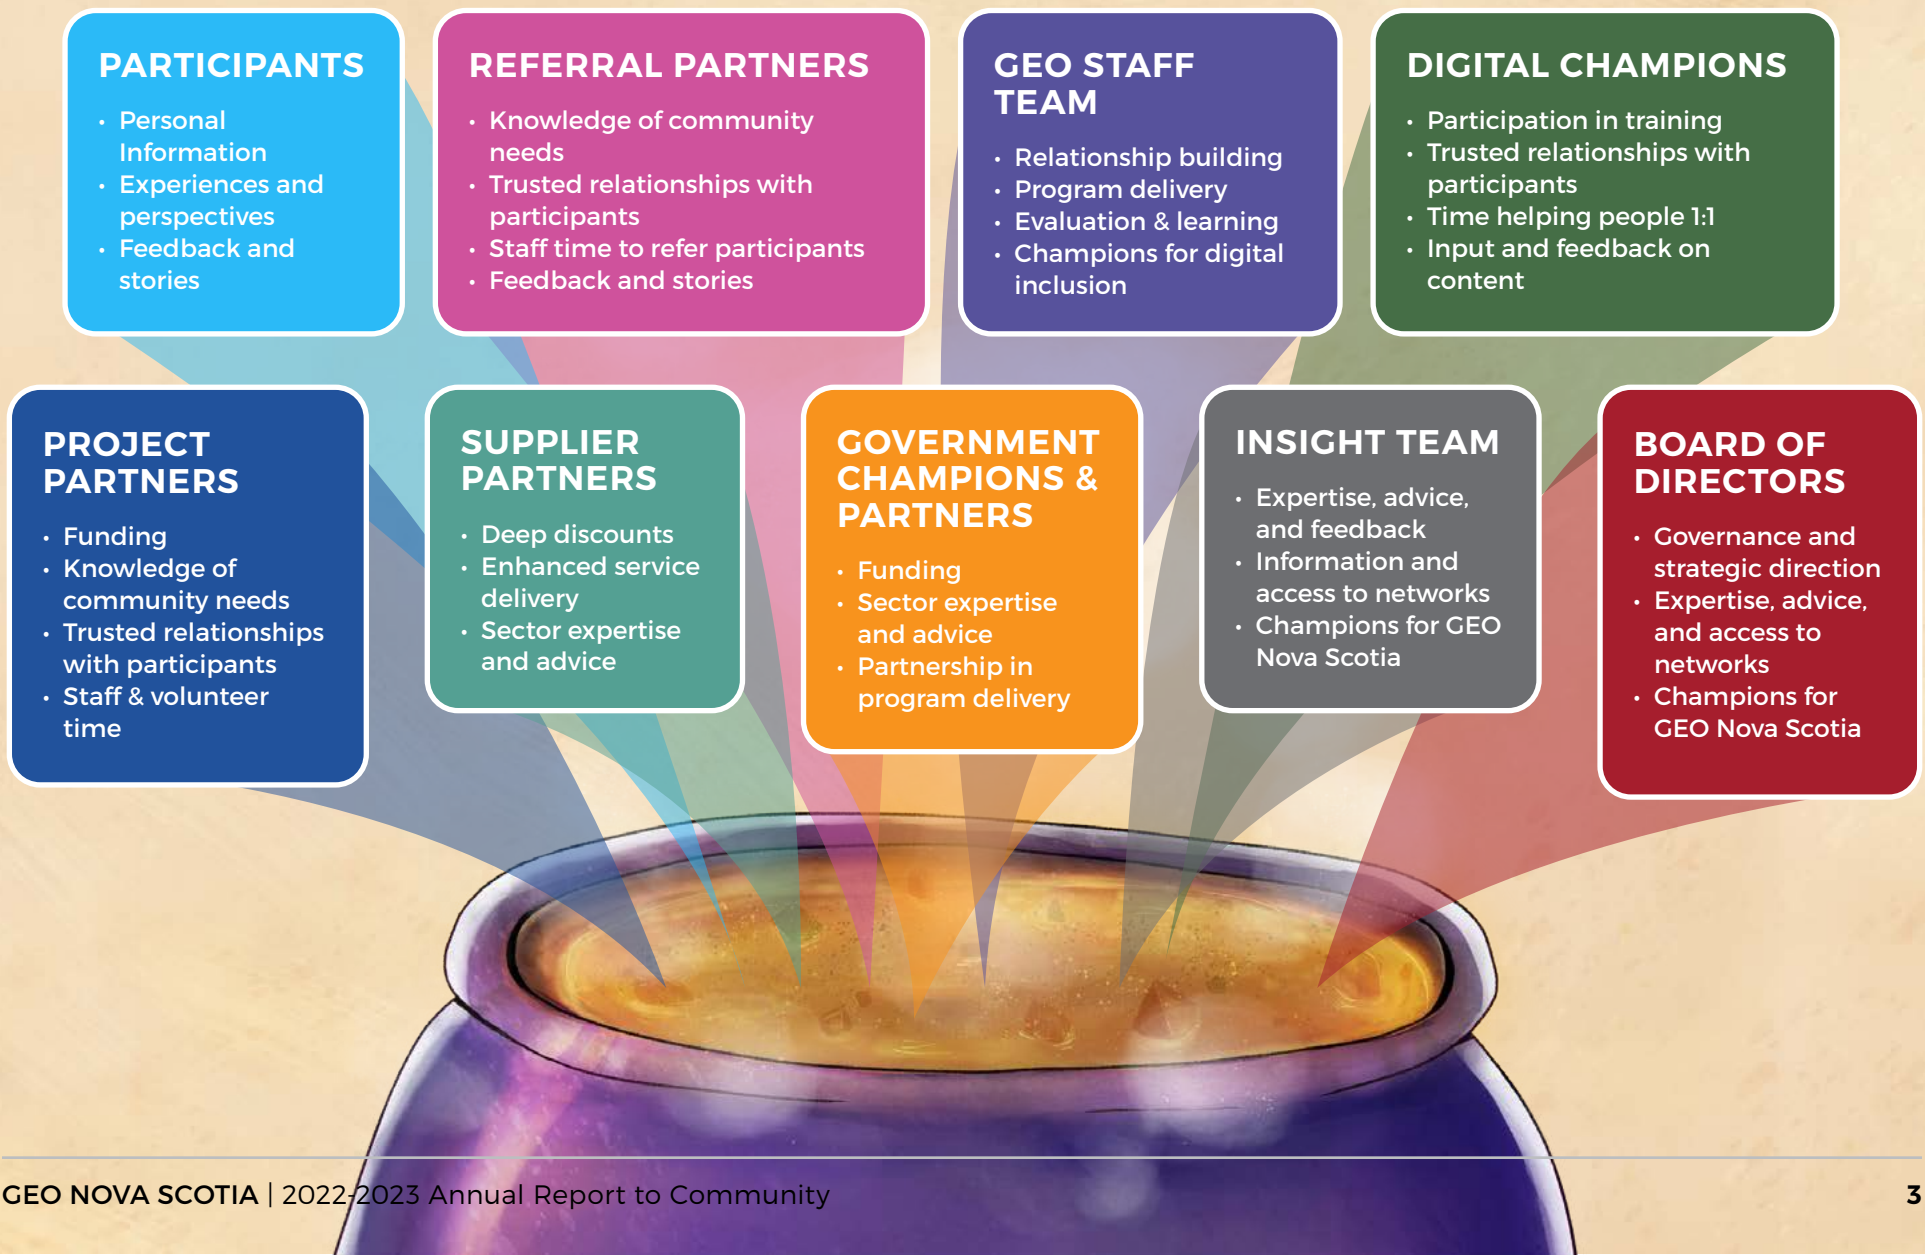 PARTICIPANTS
• Personal
Information
• Experiences and
perspectives
• Feedback and
stories
REFERRAL PARTNERS
• Knowledge of community
needs
• Trusted relationships with
participants
• Staff time to refer participants
• Feedback and stories
GEO STAFF
TEAM
• Relationship building
• Program delivery
• Evaluation & learning
• Champions for digital
inclusion
DIGITAL CHAMPIONS
• Participation in training
• Trusted relationships with
participants
• Time helping people 1:1
• Input and feedback on
content
PROJECT
PARTNERS
• Funding
• Knowledge of
community needs
• Trusted relationships
with participants
• Staff & volunteer
time
SUPPLIER
PARTNERS
• Deep discounts
• Enhanced service
delivery
• Sector expertise
and advice
GOVERNMENT
CHAMPIONS &
PARTNERS
• Funding
• Sector expertise
and advice
• Partnership in
program delivery
INSIGHT TEAM
• Expertise, advice,
and feedback
• Information and
access to networks
• Champions for GEO
Nova Scotia
BOARD OF
DIRECTORS
• Governance and
strategic direction
• Expertise, advice,
and access to
networks
• Champions for
GEO Nova Scotia
GEO NOVA SCOTIA | 2022-2023 Annual Report to Community
3